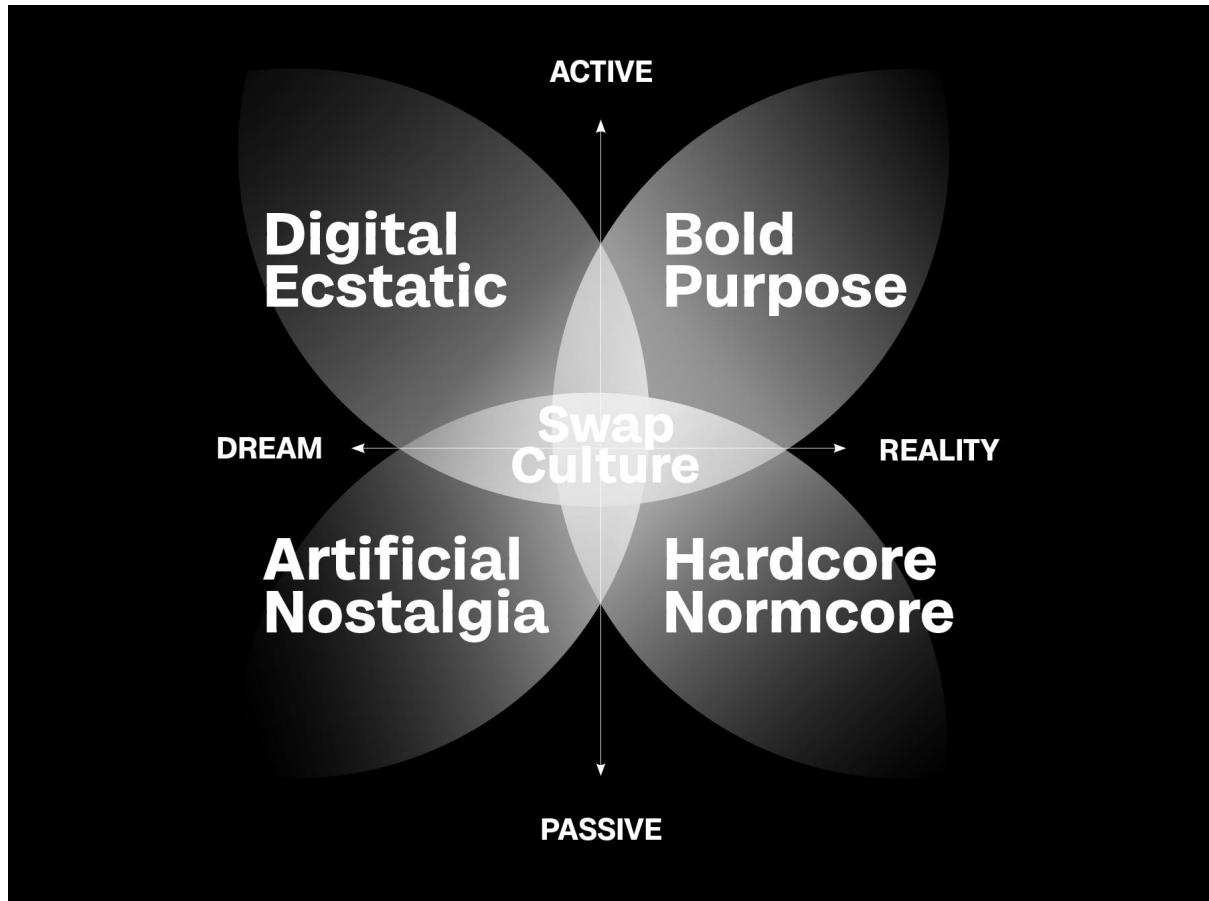 ACTIVE
Digital
Ecstatic
Bold
Purpose
DREAM
Swap
Culture
REALITY
Artificial
Nostalgia
Hardcore
Normcore
PASSIVE